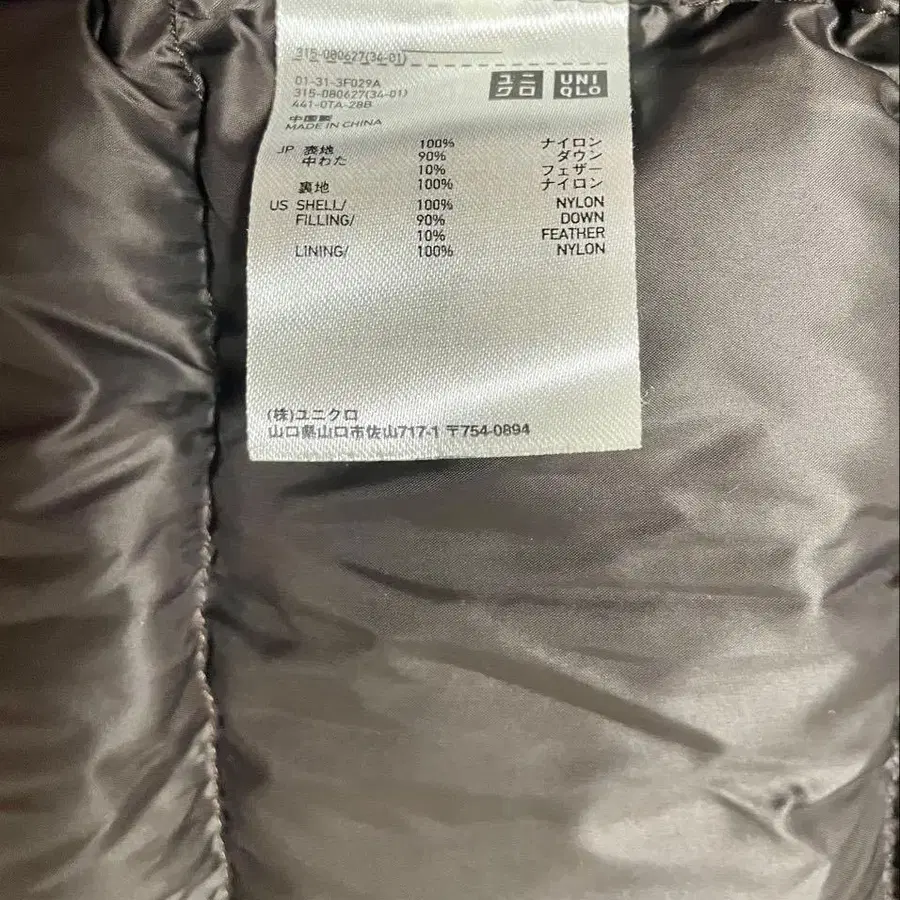 315-080627(34-01)
ユニクロ
UNIQLO
01-31-3F029A
315-080627(34-01)
441-0TA-28B
中国製
MADE IN CHINA
JP 表地 100% ナイロン
中わた 90% ダウン
10% フェザー
裏地 100% ナイロン
US SHELL/ 100% NYLON
FILLING/ 90% DOWN
10% FEATHER
LINING/ 100% NYLON
(株)ユニクロ
山口県山口市佐山717-1 〒754-0894